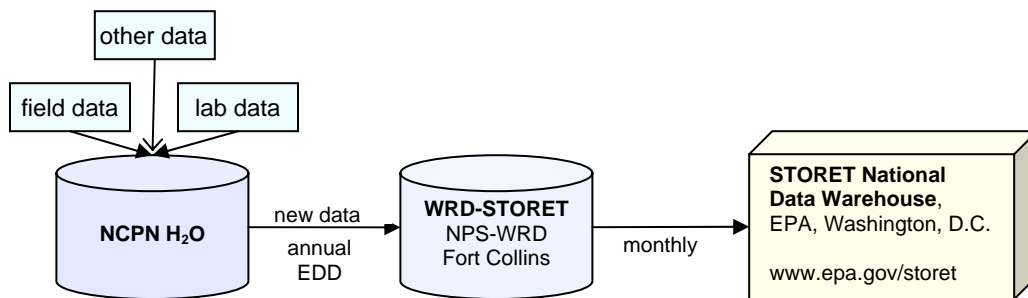 other data
field data
lab data
NCPN H₂O
new data
annual
EDD
WRD-STORET
NPS-WRD
Fort Collins
monthly
STORET National
Data Warehouse,
EPA, Washington, D.C.
www.epa.gov/storet